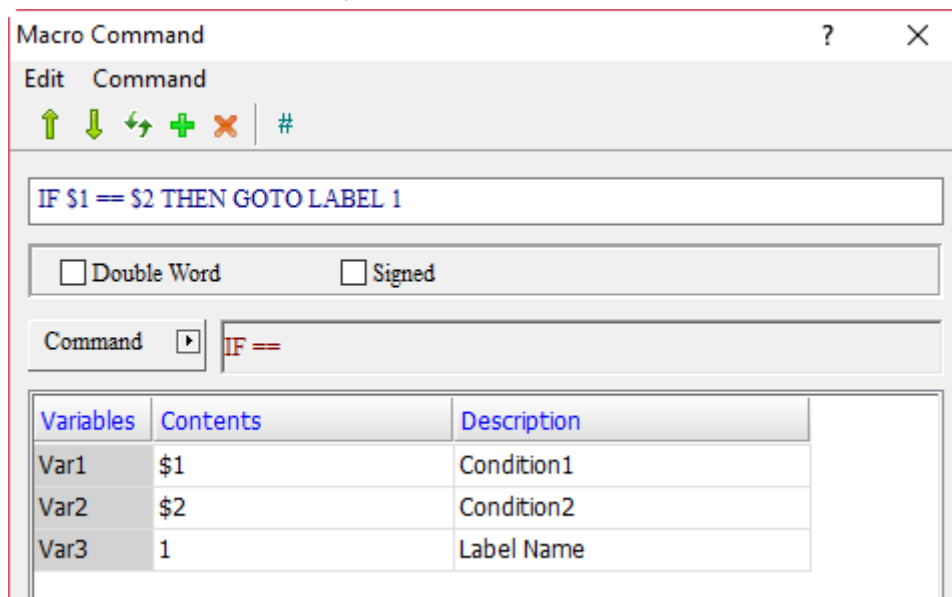 Macro Command ?
Edit Command
#
IF $1 == $2 THEN GOTO LABEL 1
Double Word Signed
Command IF ==
Variables Contents Description
Var1 $1 Condition1
Var2 $2 Condition2
Var3 1 Label Name